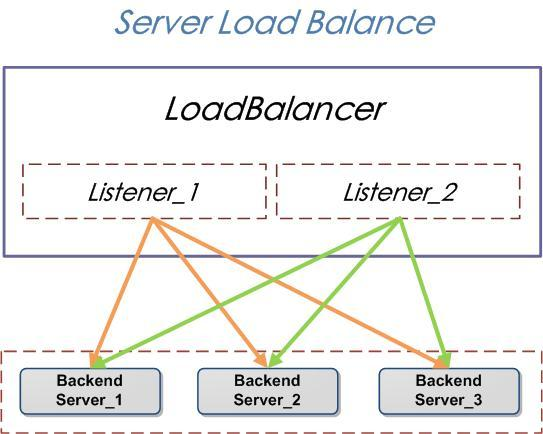 Server Load Balance
LoadBalancer
Listener_1
Listener_2
Backend
Server_1
Backend
Server_2
Backend
Server_3